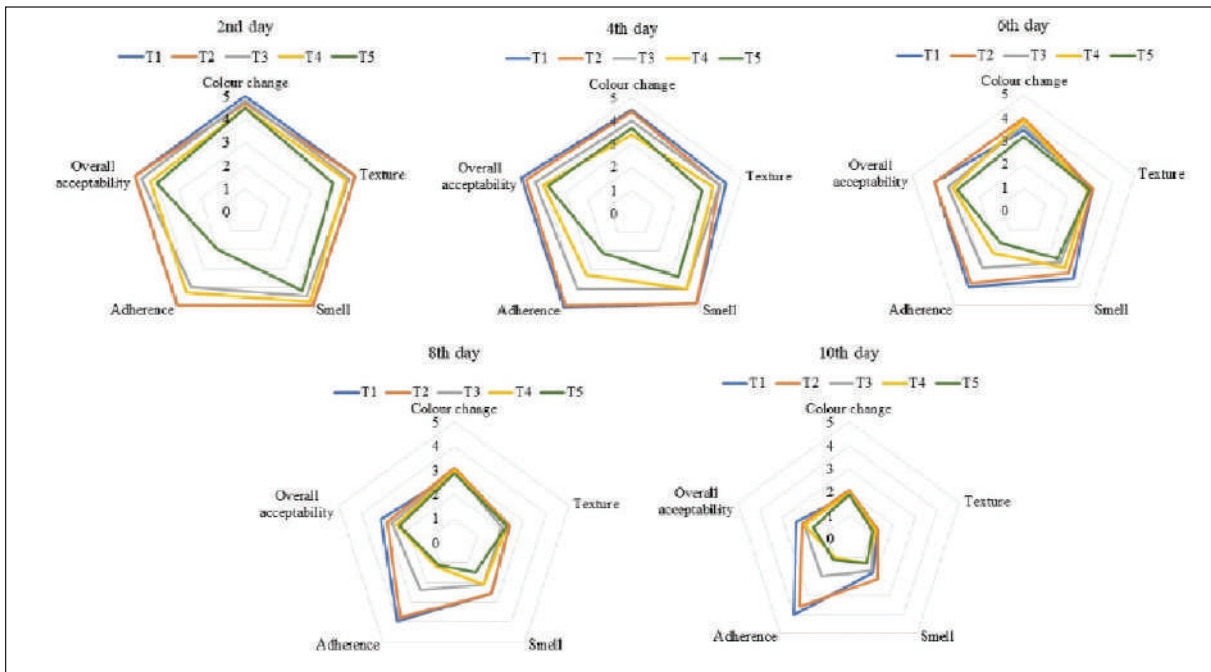 2nd day
T1 T2 T3 T4 T5
Colour change
5
4
3
2
1
0
Overall
acceptability
Texture
Adherence
Smell
4th day
T1 T2 T3 T4 T5
Colour change
5
4
3
2
1
0
Overall
acceptability
Texture
Adherence
Smell
6th day
T1 T2 T3 T4 T5
Colour change
5
4
3
2
1
0
Overall
acceptability
Texture
Adherence
Smell
8th day
T1 T2 T3 T4 T5
Colour change
5
4
3
2
1
0
Overall
acceptability
Texture
Adherence
Smell
10th day
T1 T2 T3 T4 T5
Colour change
5
4
3
2
1
0
Overall
acceptability
Texture
Adherence
Smell